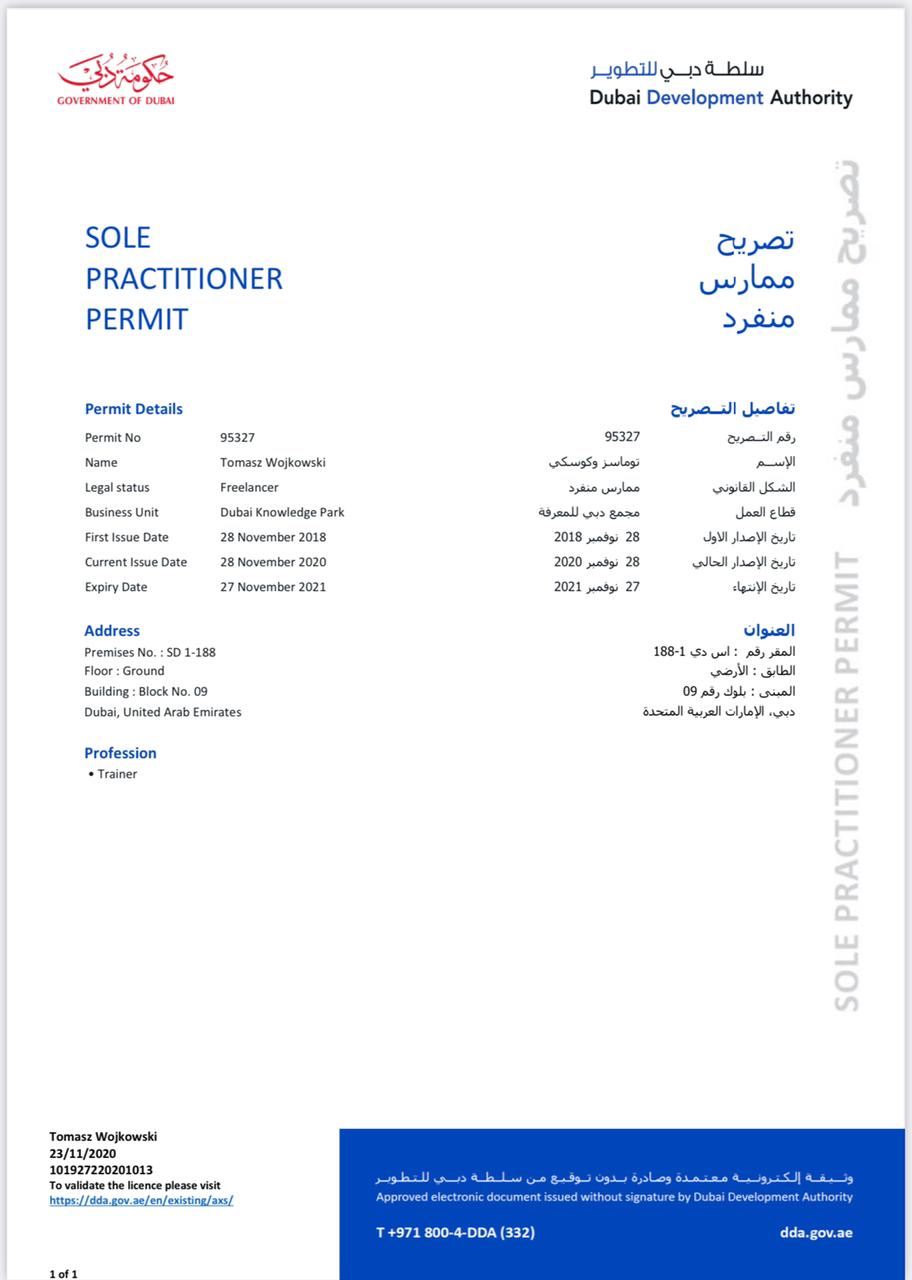 حكومة دبي
GOVERNMENT OF DUBAI
سلطة دبي للتطوير
Dubai Development Authority
SOLE
PRACTITIONER
PERMIT
تصريح
ممارس
منفرد
Permit Details
تفاصيل التصريح
Permit No 95327 95327 رقم التصريح
Name Tomasz Wojkowski توماسز وكوسكي الإسم
Legal status Freelancer ممارس منفرد الشكل القانوني
Business Unit Dubai Knowledge Park مجمع دبي للمعرفة قطاع العمل
First Issue Date 28 November 2018 28 نوفمبر 2018 تاريخ الإصدار الاول
Current Issue Date 28 November 2020 28 نوفمبر 2020 تاريخ الإصدار الحالي
Expiry Date 27 November 2021 27 نوفمبر 2021 تاريخ الإنتهاء
Address
العنوان
Premises No. : SD 1-188
المقر رقم : اس دي 1-188
Floor : Ground
الطابق : الأرضي
Building : Block No. 09
المبنى : بلوك رقم 09
Dubai, United Arab Emirates
دبي، الإمارات العربية المتحدة
Profession
• Trainer
SOLE PRACTITIONER PERMIT تصريح ممارس منفرد
Tomasz Wojkowski
23/11/2020
101927220201013
To validate the licence please visit
https://dda.gov.ae/en/existing/axs/
وثيقة إلكترونية معتمدة وصادرة بدون توقيع من سلطة دبي للتطوير
Approved electronic document issued without signature by Dubai Development Authority
T +971 800-4-DDA (332)
dda.gov.ae
1 of 1